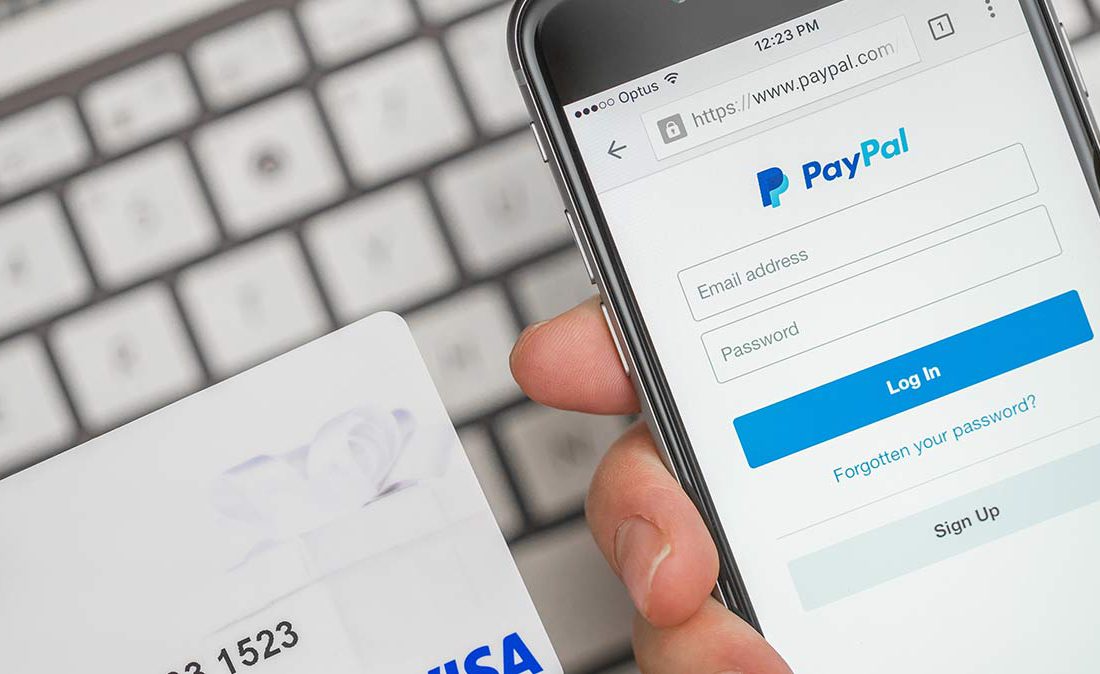 12:23 PM
Optus
https://www.paypal.com/
1
PayPal
Email address
Password
Log In
Forgotten your password?
Sign Up
1523
VISA